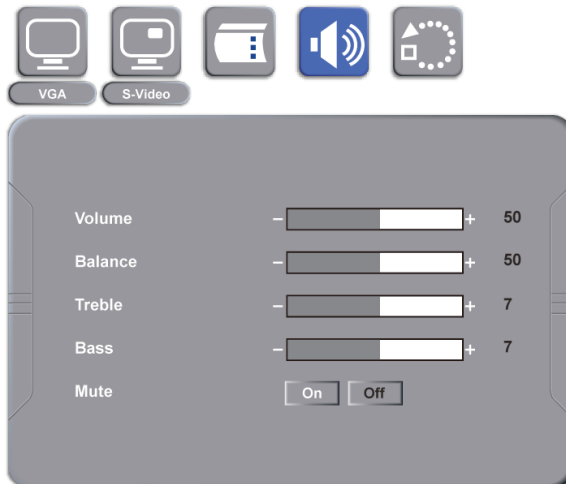 VGA S-Video
Volume - + 50
Balance - + 50
Treble - + 7
Bass - + 7
Mute On Off